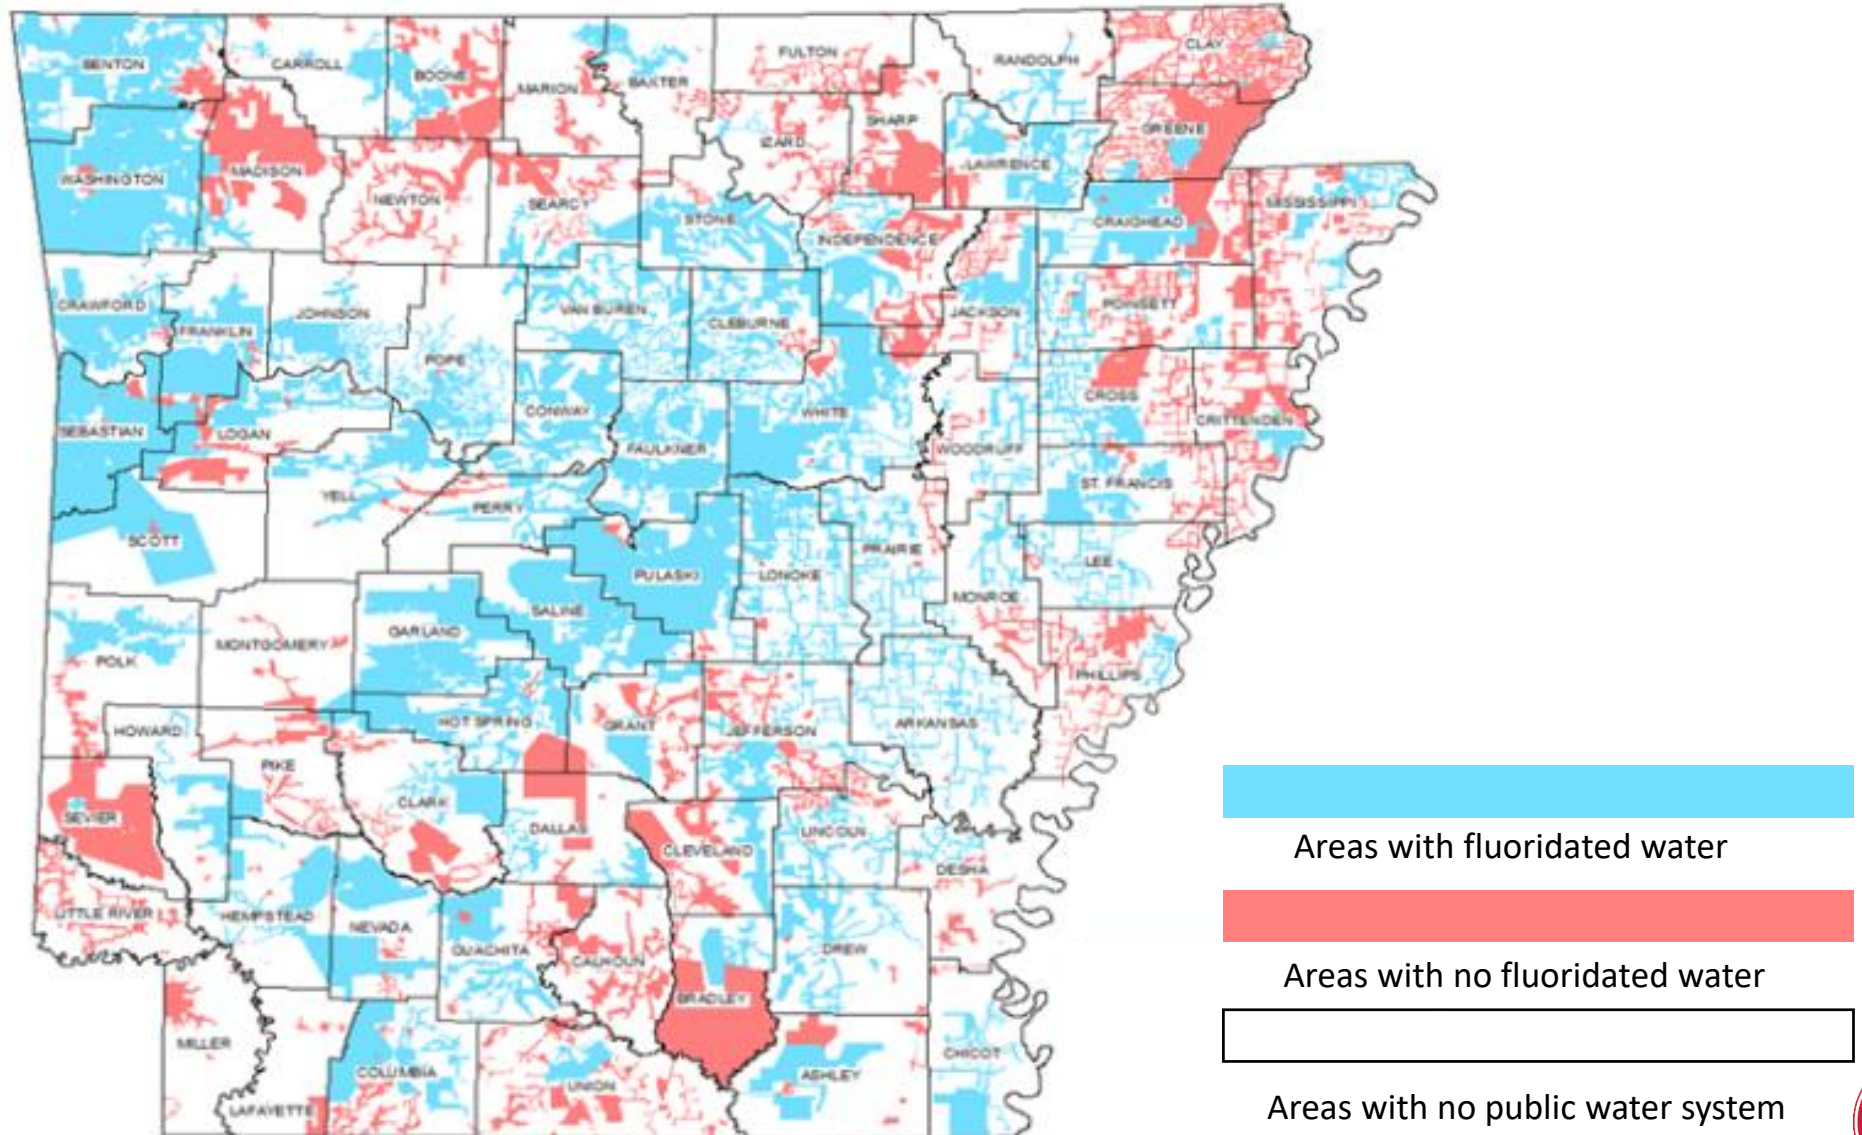 CLAY
FULTON
RANDOLPH
BENTON
CARROLL
BOONE
MARION
BAXTER
SHARP
GREENE
IZARD
LAWRENCE
WASHINGTON
MADISON
NEWTON
SEARCY
STONE
MISSISSIPPI
CRAIGHEAD
INDEPENDENCE
CRAWFORD
FRANKLIN
JOHNSON
VAN BUREN
CLEBURNE
JACKSON
POINSETT
POPE
CONWAY
WHITE
CROSS
CRITTENDEN
SEBASTIAN
LOGAN
FAULKNER
WOODRUFF
YELL
PERRY
ST. FRANCIS
SCOTT
PULASKI
LONOKE
PRAIRIE
LEE
MONROE
SALINE
GARLAND
MONTGOMERY
POLK
PHILLIPS
HOWARD
HOT SPRING
GRANT
JEFFERSON
ARKANSAS
PIKE
CLARK
SEVIER
DALLAS
LINCOLN
CLEVELAND
DESHA
LITTLE RIVER
HEMPSTEAD
NEVADA
OUACHITA
CALHOUN
DREW
BRADLEY
MILLER
COLUMBIA
UNION
ASHLEY
CHICOT
LAFAYETTE
Areas with fluoridated water
Areas with no fluoridated water
Areas with no public water system